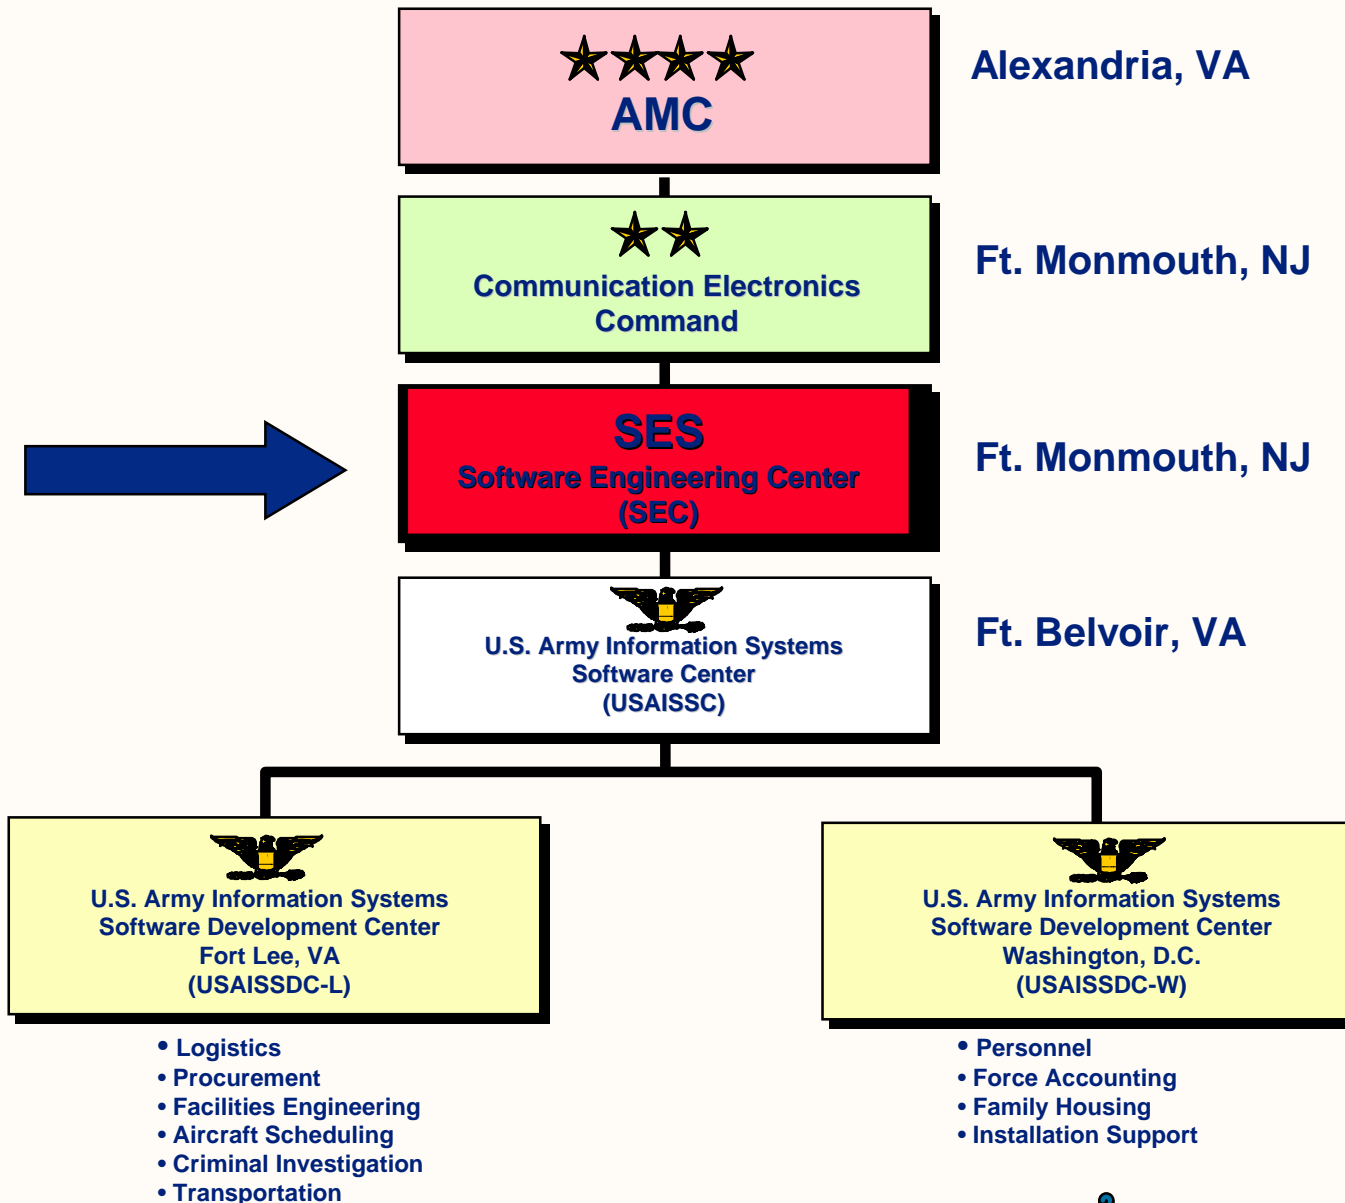 AMC
Alexandria, VA
Communication Electronics
Command
Ft. Monmouth, NJ
SES
Software Engineering Center
(SEC)
Ft. Monmouth, NJ
U.S. Army Information Systems
Software Center
(USAISSC)
Ft. Belvoir, VA
U.S. Army Information Systems
Software Development Center
Fort Lee, VA
(USAISSDC-L)
• Logistics
• Procurement
• Facilities Engineering
• Aircraft Scheduling
• Criminal Investigation
• Transportation
U.S. Army Information Systems
Software Development Center
Washington, D.C.
(USAISSDC-W)
• Personnel
• Force Accounting
• Family Housing
• Installation Support